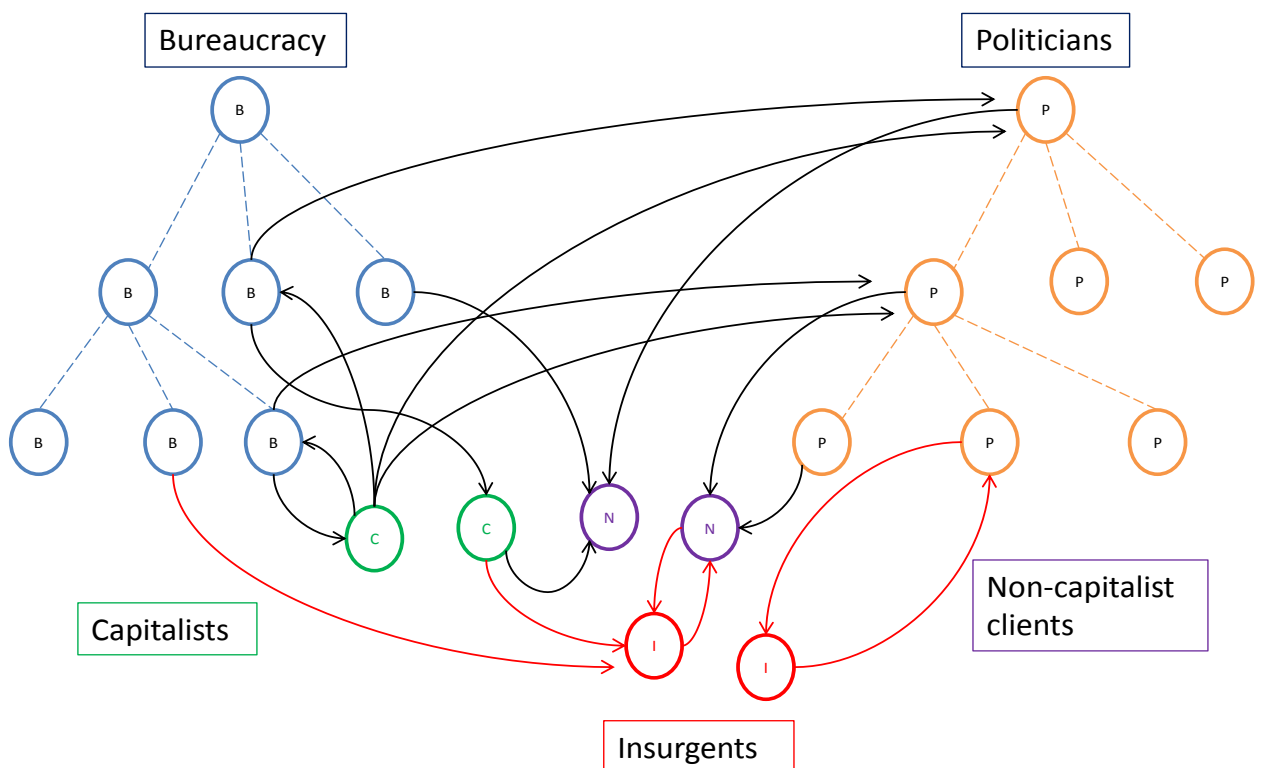 Bureaucracy
Politicians
B
P
B
B
B
P
P
P
B
B
B
P
P
P
C
C
N
N
Capitalists
Non-capitalist
clients
I
I
Insurgents